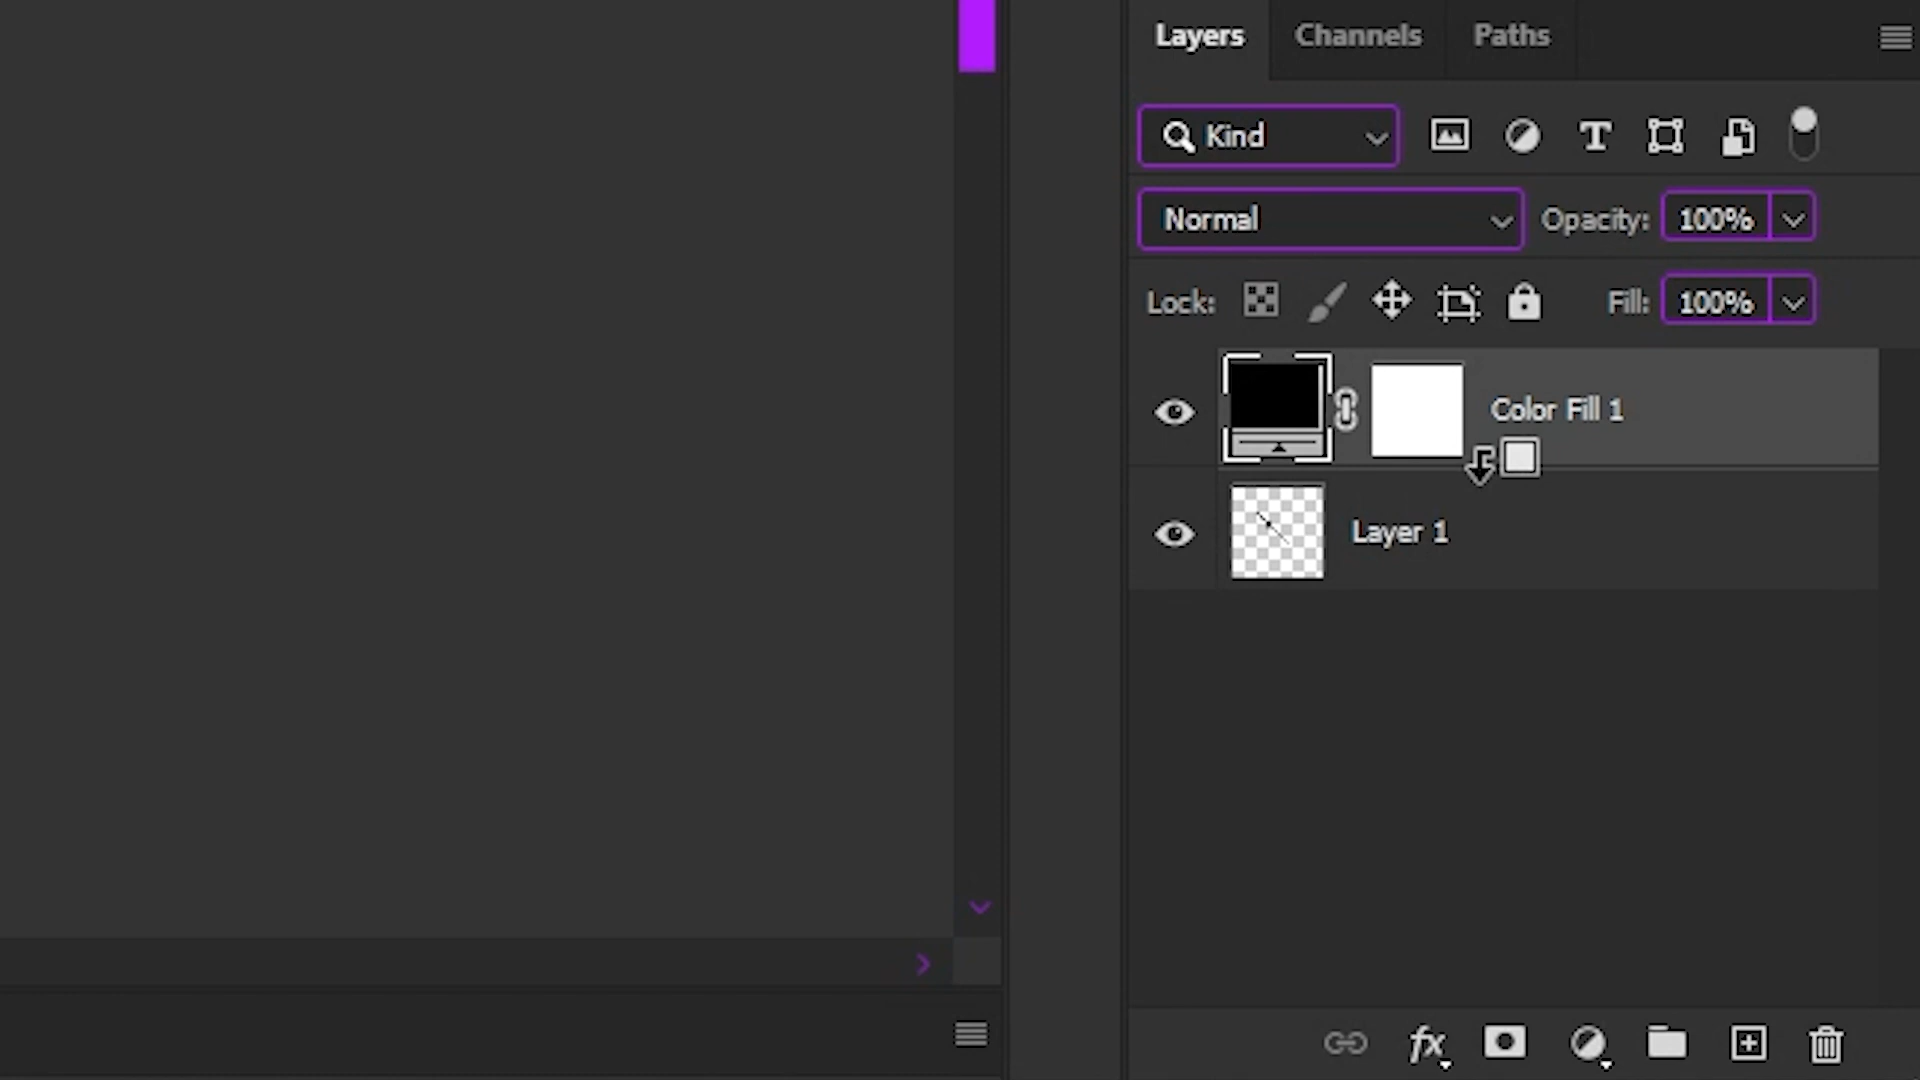 Layers Channels Paths
Kind T
Normal Opacity: 100%
Lock: Fill: 100%
Color Fill 1
Layer 1
fx